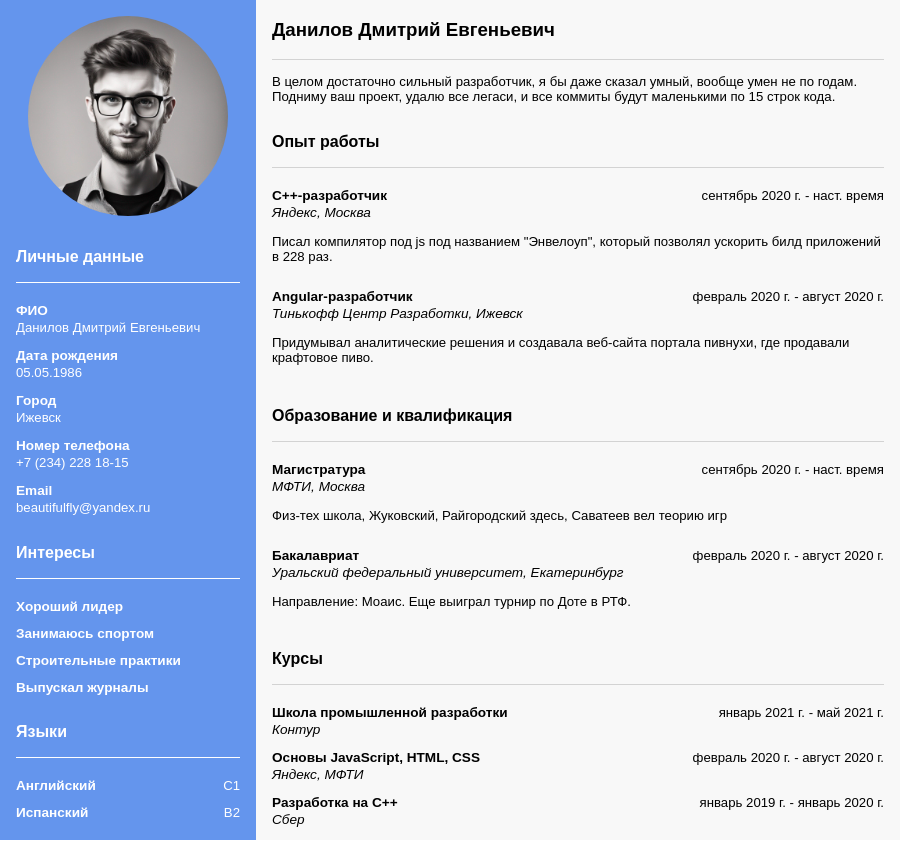 Личные данные
ФИО
Данилов Дмитрий Евгеньевич
Дата рождения
05.05.1986
Город
Ижевск
Номер телефона
+7 (234) 228 18-15
Email
beautifulfly@yandex.ru
Интересы
Хороший лидер
Занимаюсь спортом
Строительные практики
Выпускал журналы
Языки
Английский C1
Испанский B2
Данилов Дмитрий Евгеньевич
В целом достаточно сильный разработчик, я бы даже сказал умный, вообще умен не по годам.
Подниму ваш проект, удалю все легаси, и все коммиты будут маленькими по 15 строк кода.
Опыт работы
C++-разработчик сентябрь 2020 г. - наст. время
Яндекс, Москва
Писал компилятор под js под названием "Энвелоуп", который позволял ускорить билд приложений
в 228 раз.
Angular-разработчик февраль 2020 г. - август 2020 г.
Тинькофф Центр Разработки, Ижевск
Придумывал аналитические решения и создавала веб-сайта портала пивнухи, где продавали
крафтовое пиво.
Образование и квалификация
Магистратура сентябрь 2020 г. - наст. время
МФТИ, Москва
Физ-тех школа, Жуковский, Райгородский здесь, Саватеев вел теорию игр
Бакалавриат февраль 2020 г. - август 2020 г.
Уральский федеральный университет, Екатеринбург
Направление: Моаис. Еще выиграл турнир по Доте в РТФ.
Курсы
Школа промышленной разработки январь 2021 г. - май 2021 г.
Контур
Основы JavaScript, HTML, CSS февраль 2020 г. - август 2020 г.
Яндекс, МФТИ
Разработка на C++ январь 2019 г. - январь 2020 г.
Сбер